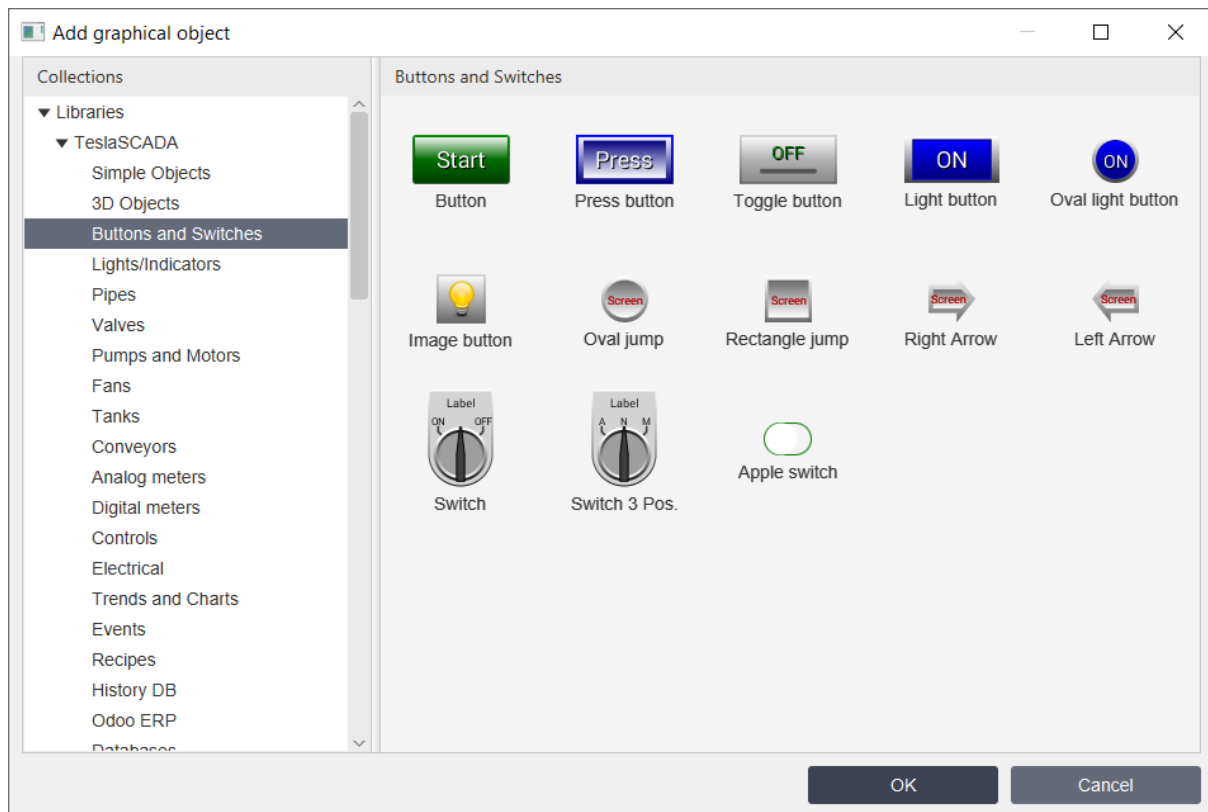 Add graphical object
Collections
Libraries
TeslaSCADA
Simple Objects
3D Objects
Buttons and Switches
Lights/Indicators
Pipes
Valves
Pumps and Motors
Fans
Tanks
Conveyors
Analog meters
Digital meters
Controls
Electrical
Trends and Charts
Events
Recipes
History DB
Odoo ERP
Databases
Buttons and Switches
Start
Press
OFF
ON
ON
Button
Press button
Toggle button
Light button
Oval light button
Screen
Screen
Screen
Screen
Image button
Oval jump
Rectangle jump
Right Arrow
Left Arrow
Label
ON OFF
Label
A N M
Switch
Switch 3 Pos.
Apple switch
OK
Cancel